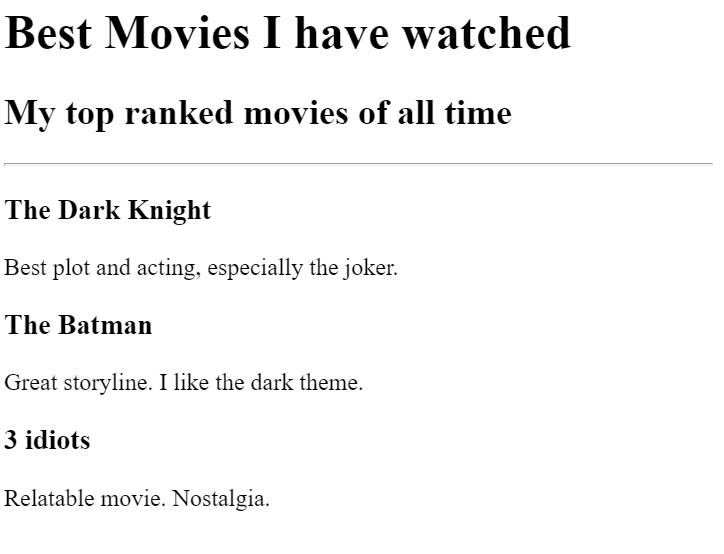 Best Movies I have watched
My top ranked movies of all time
The Dark Knight
Best plot and acting, especially the joker.
The Batman
Great storyline. I like the dark theme.
3 idiots
Relatable movie. Nostalgia.